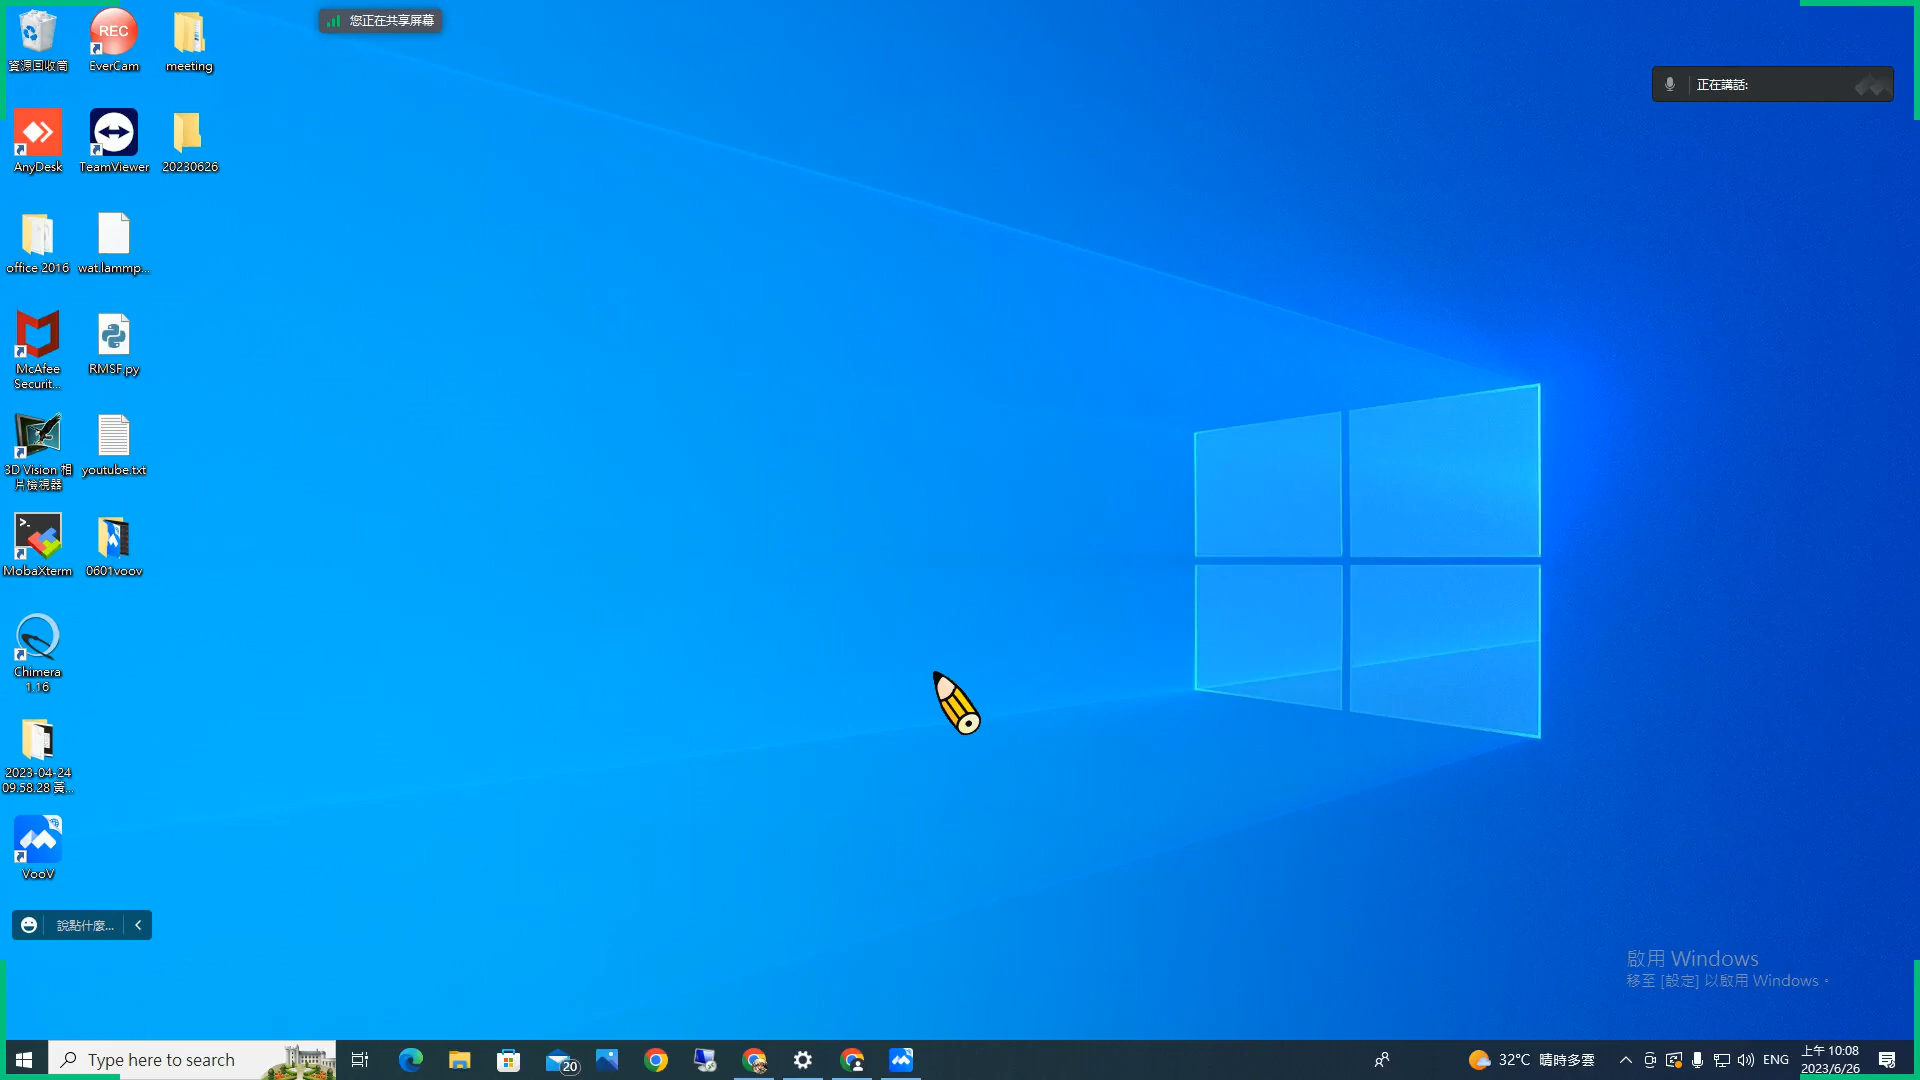 您正在共享屏幕
正在講話:
資源回收筒
REC
EverCam
meeting
AnyDesk
TeamViewer
20230626
office 2016
wat.lammp...
McAfee
Securit...
RMSF.py
3D Vision 相
片檢視器
youtube.txt
MobaXterm
0601voov
Chimera
1.16
2023-04-24
09.58.28 黃...
VooV
說點什麼...
啟用 Windows
移至 [設定] 以啟用 Windows。
Type here to search
20
32°C 晴時多雲
ENG
上午 10:08
2023/6/26